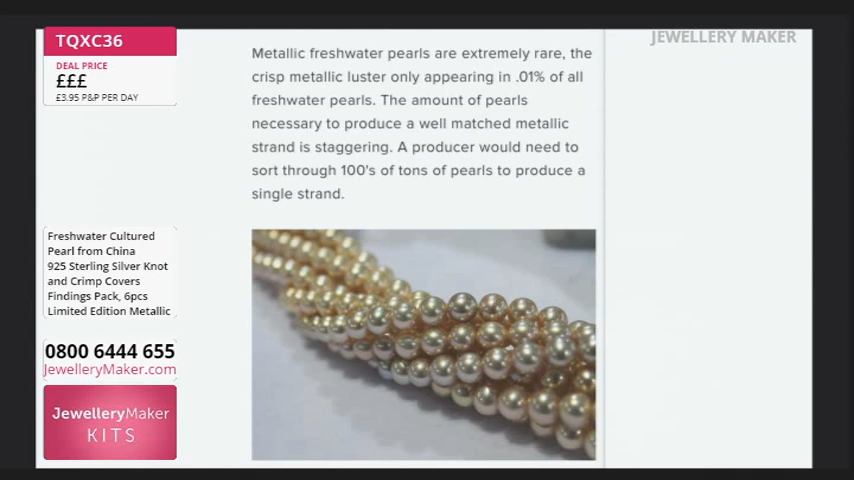 TQXC36
DEAL PRICE
£££
£3.95 P&P PER DAY
JEWELLERY MAKER
Metallic freshwater pearls are extremely rare, the
crisp metallic luster only appearing in .01% of all
freshwater pearls. The amount of pearls
necessary to produce a well matched metallic
strand is staggering. A producer would need to
sort through 100's of tons of pearls to produce a
single strand.
Freshwater Cultured
Pearl from China
925 Sterling Silver Knot
and Crimp Covers
Findings Pack, 6pcs
Limited Edition Metallic
0800 6444 655
JewelleryMaker.com
JewelleryMaker
KITS